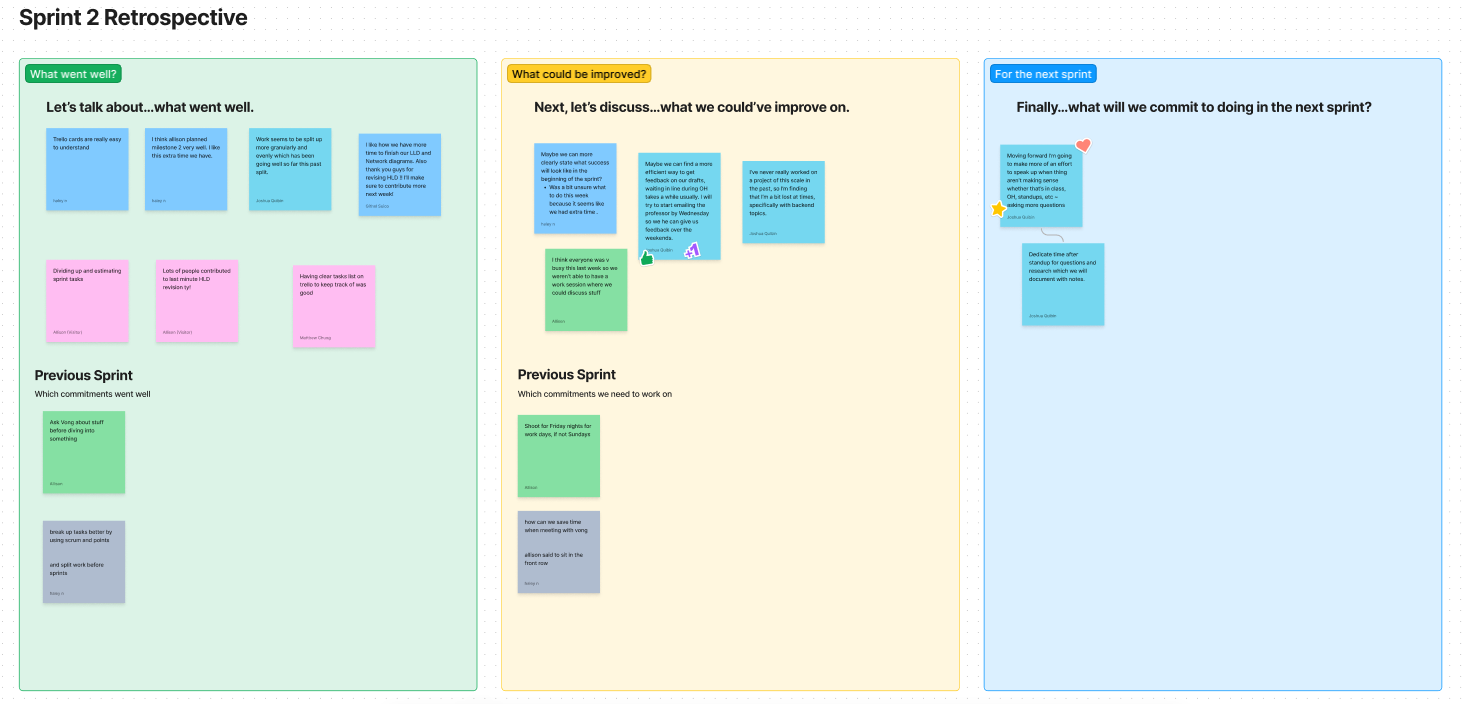 Sprint 2 Retrospective
What went well?
Let's talk about...what went well.
Trello cards are really easy
to understand
haley n
I think allison planned
milestone 2 very well. I like
this extra time we have.
haley n
Work seems to be split up
more granularly and
evenly which has been
going well so far this past
split.
Joshua Quibin
I like how we have more
time to finish our LLD and
Network diagrams. Also
thank you guys for
revising HLD !! I'll make
sure to contribute more
next week!
Dividing up and estimating
sprint tasks
Allison (Visitor)
Lots of people contributed
to last minute HLD
revision ty!
Allison (Visitor)
Having clear tasks list on
trello to keep track of was
good
Matthew
Previous Sprint
Which commitments went well
Ask Vong about stuff
before diving into
something
Allison
break up tasks better by
using scrum and points
and split work before
sprints
haley n
What could be improved?
Next, let's discuss...what we could've improve on.
Maybe we can more
clearly state what success
will look like in the
beginning of the sprint?
• Was a bit unsure what
to do this week
because it seems like
we had extra time .
haley n
Maybe we can find a more
efficient way to get
feedback on our drafts,
waiting in line during OH
takes a while usually. I will
try to start emailing the
professor by Wednesday
so we he can give us
feedback over the
weekends.
Joshua Quibin
+1
I've never really worked on
a project of this scale in
the past, so I'm finding
that I'm a bit lost at times,
specifically with backend
topics.
Joshua Quibin
I think everyone was v
busy this last week so we
weren't able to have a
work session where we
could discuss stuff
Allison
Previous Sprint
Which commitments we need to work on
Shoot for Friday nights for
work days, if not Sundays
Allison
how can we save time
when meeting with vong
allison said to sit in the
front row
haley n
For the next sprint
Finally...what will we commit to doing in the next sprint?
Moving forward I'm going
to make more of an effort
to speak up when thing
aren't making sense
whether that's in class,
OH, standups, etc –
asking more questions
Joshua Quibin
Dedicate time after
standup for questions and
research which we will
document with notes.
Joshua Quibin